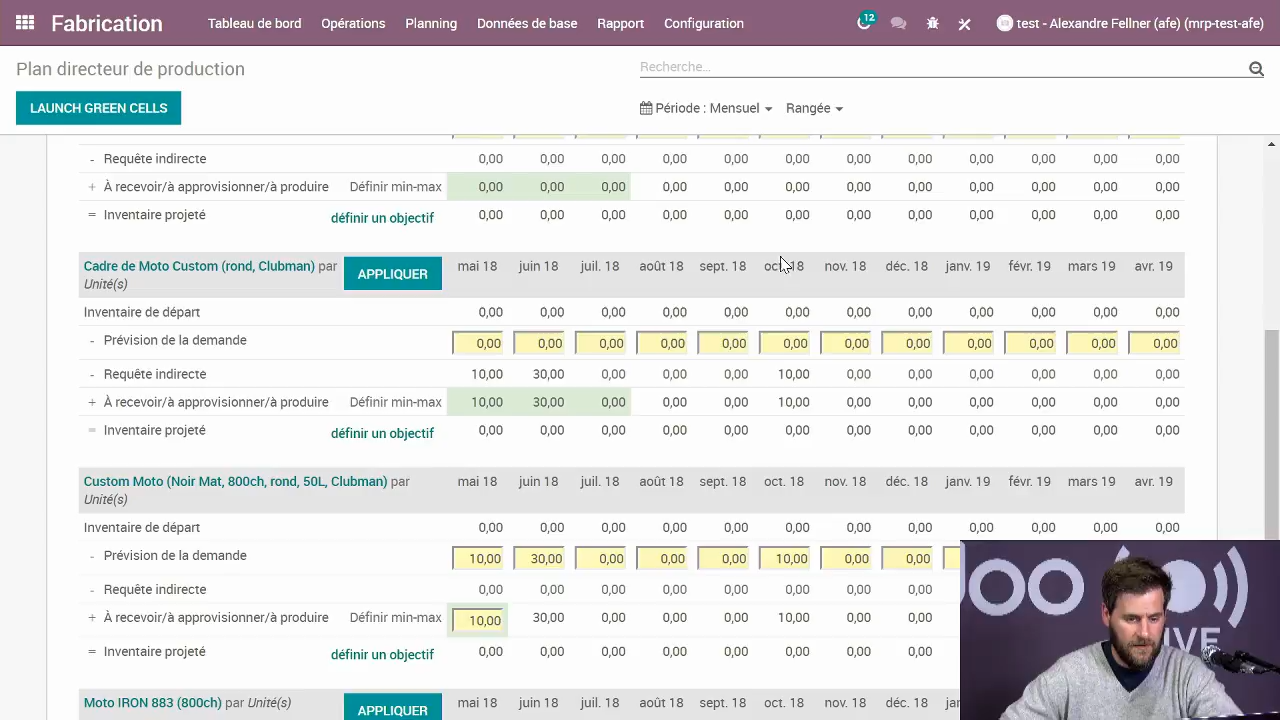 Fabrication Tableau de bord Opérations Planning Données de base Rapport Configuration 12 test - Alexandre Fellner (afe) (mrp-test-afe)
Plan directeur de production Recherche...
LAUNCH GREEN CELLS Période : Mensuel Rangée
- Requête indirecte 0,00 0,00 0,00 0,00 0,00 0,00 0,00 0,00 0,00 0,00 0,00 0,00
+ À recevoir/à approvisionner/à produire Définir min-max 0,00 0,00 0,00 0,00 0,00 0,00 0,00 0,00 0,00 0,00 0,00 0,00
= Inventaire projeté définir un objectif 0,00 0,00 0,00 0,00 0,00 0,00 0,00 0,00 0,00 0,00 0,00 0,00
Cadre de Moto Custom (rond, Clubman) par APPLIQUER mai 18 juin 18 juil. 18 août 18 sept. 18 oct. 18 nov. 18 déc. 18 janv. 19 févr. 19 mars 19 avr. 19
Unité(s)
Inventaire de départ 0,00 0,00 0,00 0,00 0,00 0,00 0,00 0,00 0,00 0,00 0,00 0,00
- Prévision de la demande 0,00 0,00 0,00 0,00 0,00 0,00 0,00 0,00 0,00 0,00 0,00 0,00
- Requête indirecte 10,00 30,00 0,00 0,00 0,00 10,00 0,00 0,00 0,00 0,00 0,00 0,00
+ À recevoir/à approvisionner/à produire Définir min-max 10,00 30,00 0,00 0,00 0,00 10,00 0,00 0,00 0,00 0,00 0,00 0,00
= Inventaire projeté définir un objectif 0,00 0,00 0,00 0,00 0,00 0,00 0,00 0,00 0,00 0,00 0,00 0,00
Custom Moto (Noir Mat, 800ch, rond, 50L, Clubman) par mai 18 juin 18 juil. 18 août 18 sept. 18 oct. 18 nov. 18 déc. 18 janv. 19 févr. 19 mars 19 avr. 19
Unité(s)
Inventaire de départ 0,00 0,00 0,00 0,00 0,00 0,00 0,00 0,00 0,00 0,00 0,00 0,00
- Prévision de la demande 10,00 30,00 0,00 0,00 0,00 10,00 0,00 0,00
- Requête indirecte 0,00 0,00 0,00 0,00 0,00 0,00 0,00 0,00
+ À recevoir/à approvisionner/à produire Définir min-max 10,00 30,00 0,00 0,00 0,00 10,00 0,00 0,00
= Inventaire projeté définir un objectif 0,00 0,00 0,00 0,00 0,00 0,00 0,00 0,00
Moto IRON 883 (800ch) par Unité(s) APPLIQUER mai 18 juin 18 juil. 18 août 18 sept. 18 oct. 18 nov. 18 déc. 18